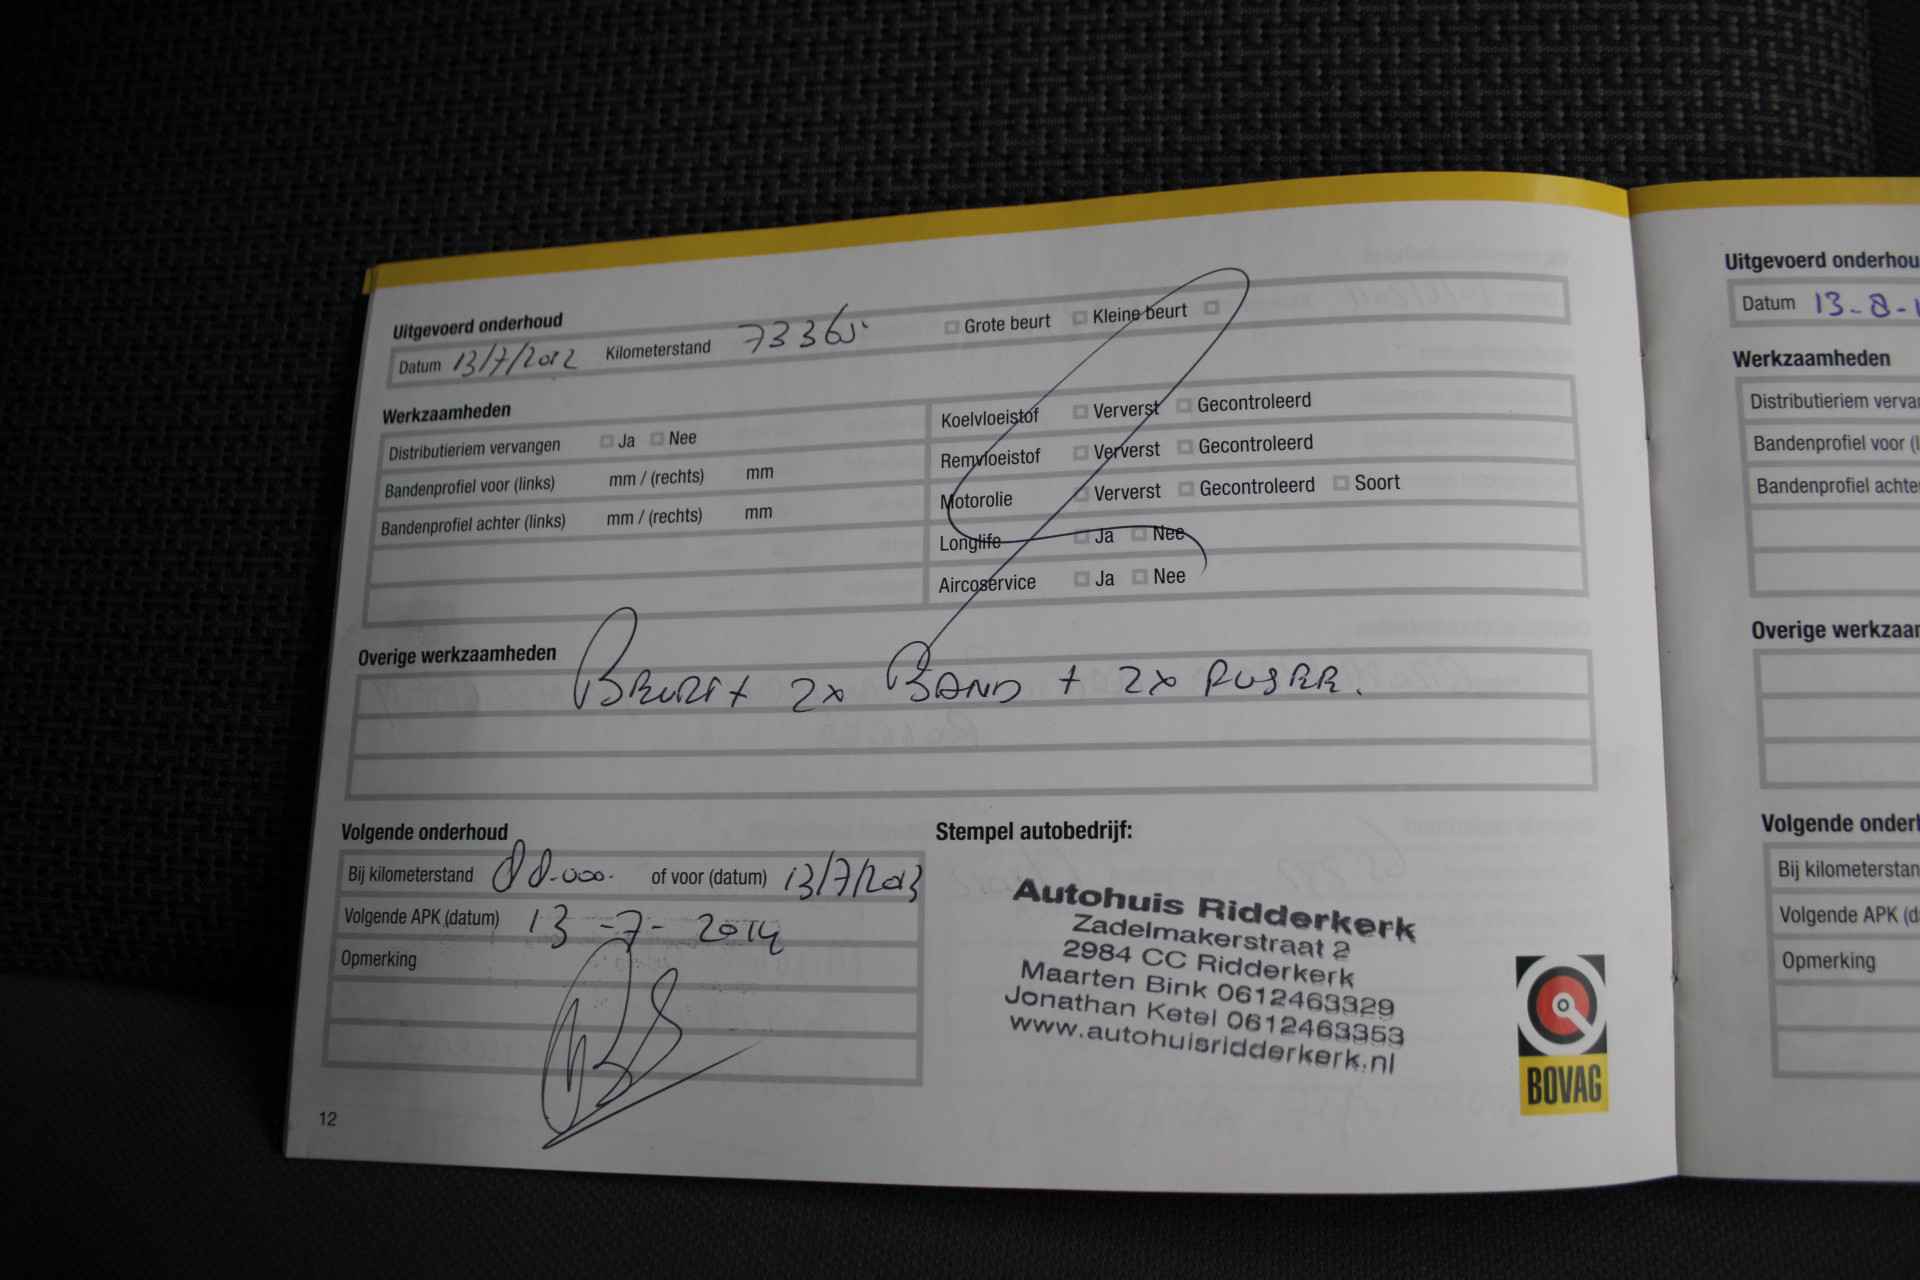 Uitgevoerd onderhoud
Datum 13/7/2012 Kilometerstand 73365 Grote beurt Kleine beurt
Werkzaamheden
Distributieriem vervangen Ja Nee
Bandenprofiel voor (links) mm / (rechts) mm
Bandenprofiel achter (links) mm / (rechts) mm
Koelvloeistof Ververst Gecontroleerd
Remvloeistof Ververst Gecontroleerd
Motorolie Ververst Gecontroleerd Soort
Longlife Ja Nee
Aircoservice Ja Nee
Overige werkzaamheden
+ 2x BAND + 2x
Volgende onderhoud
Bij kilometerstand 88.000. of voor (datum) 13/7/2013
Volgende APK (datum) 13-7-2014
Opmerking
12
Stempel autobedrijf:
Autohuis Ridderkerk
Zadelmakerstraat 2
2984 CC Ridderkerk
Maarten Bink 0612463329
Jonathan Ketel 0612463353
www.autohuisridderkerk.nl
BOVAG
Uitgevoerd onderhou
Datum 13-8-1
Werkzaamheden
Distributieriem verva
Bandenprofiel voor (l
Bandenprofiel achter
Overige werkzaam
Volgende onderh
Bij kilometerstan
Volgende APK (d
Opmerking